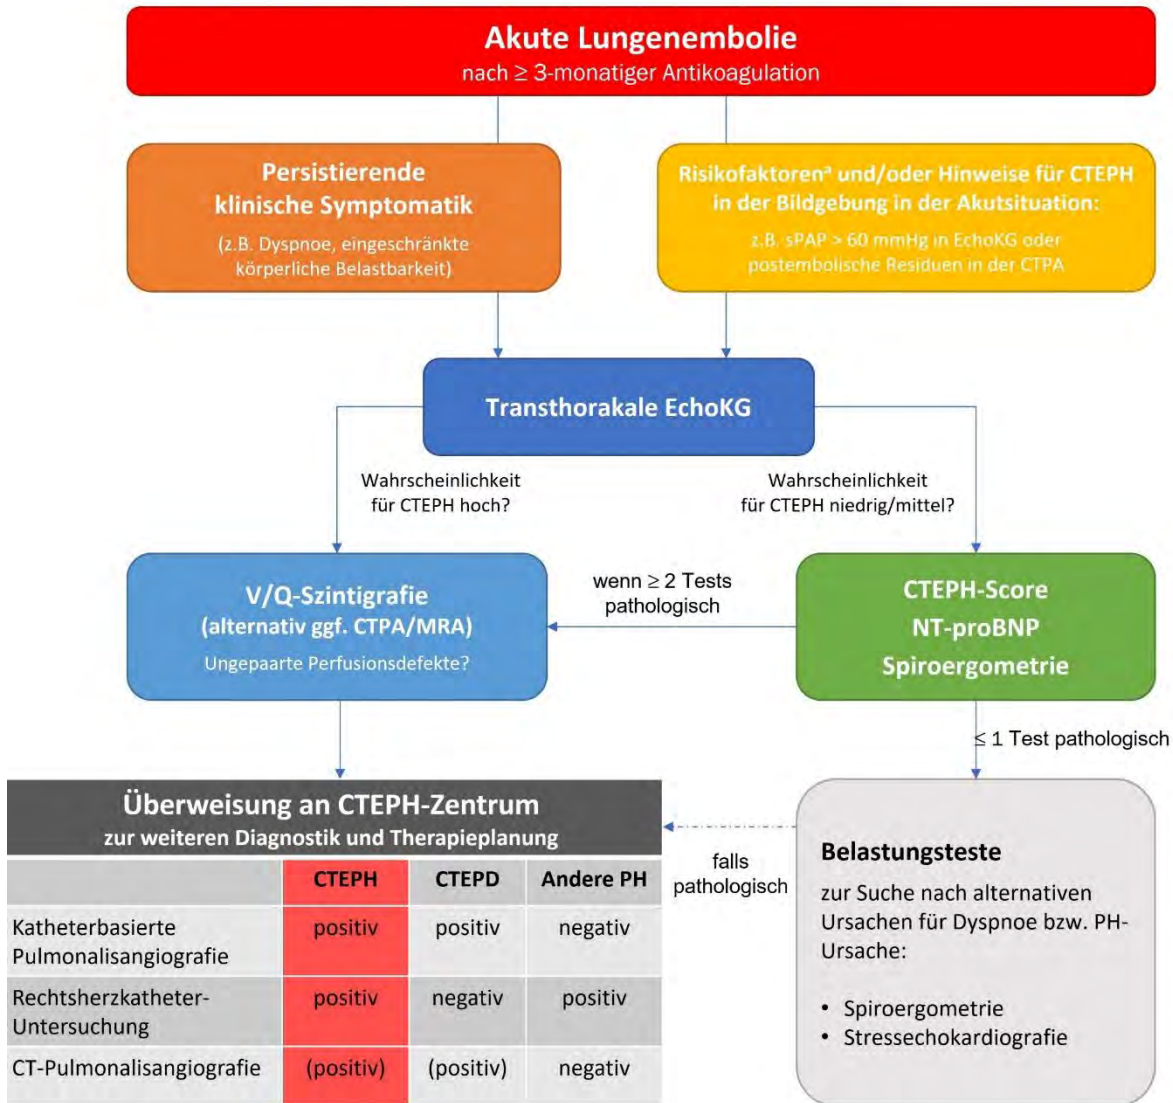 Akute Lungenembolie
nach ≥ 3-monatiger Antikoagulation
Persistierende
klinische Symptomatik
(z.B. Dyspnoe, eingeschränkte
körperliche Belastbarkeit)
Risikofaktorenᵃ und/oder Hinweise für CTEPH
in der Bildgebung in der Akutsituation:
z.B. sPAP > 60 mmHg in EchoKG oder
postembolische Residuen in der CTPA
Transthorakale EchoKG
Wahrscheinlichkeit
für CTEPH hoch?
Wahrscheinlichkeit
für CTEPH niedrig/mittel?
V/Q-Szintigrafie
(alternativ ggf. CTPA/MRA)
Ungepaarte Perfusionsdefekte?
wenn ≥ 2 Tests
pathologisch
CTEPH-Score
NT-proBNP
Spiroergometrie
≤ 1 Test pathologisch
Überweisung an CTEPH-Zentrum
zur weiteren Diagnostik und Therapieplanung
CTEPH CTEPD Andere PH
Katheterbasierte
Pulmonalisangiografie positiv positiv negativ
Rechtsherzkatheter-
Untersuchung positiv negativ positiv
CT-Pulmonalisangiografie (positiv) (positiv) negativ
falls
pathologisch
Belastungsteste
zur Suche nach alternativen
Ursachen für Dyspnoe bzw. PH-
Ursache:
• Spiroergometrie
• Stressechokardiografie